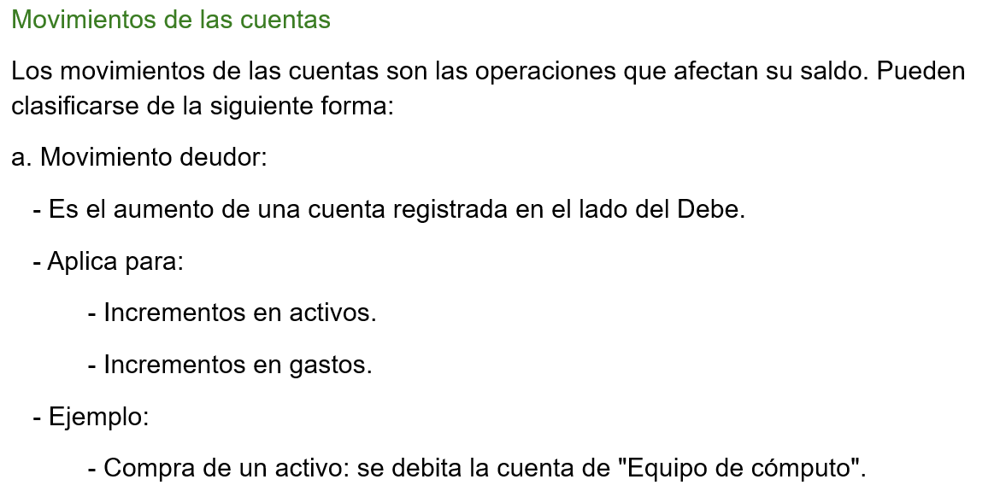 Movimientos de las cuentas
Los movimientos de las cuentas son las operaciones que afectan su saldo. Pueden
clasificarse de la siguiente forma:
a. Movimiento deudor:
- Es el aumento de una cuenta registrada en el lado del Debe.
- Aplica para:
- Incrementos en activos.
- Incrementos en gastos.
- Ejemplo:
- Compra de un activo: se debita la cuenta de "Equipo de cómputo".